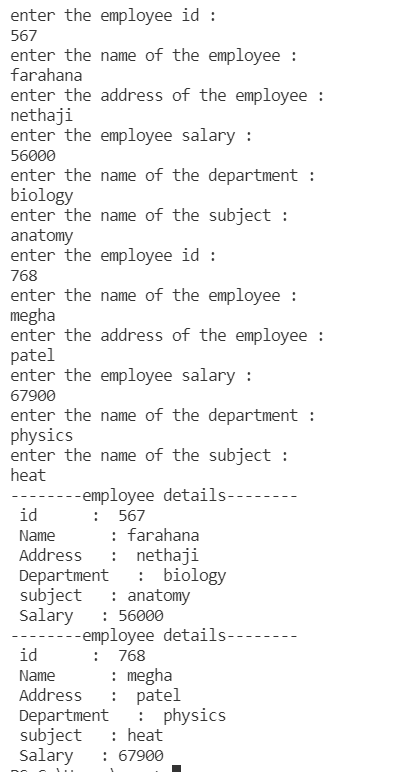 enter the employee id :
567
enter the name of the employee :
farahana
enter the address of the employee :
nethaji
enter the employee salary :
56000
enter the name of the department :
biology
enter the name of the subject :
anatomy
enter the employee id :
768
enter the name of the employee :
megha
enter the address of the employee :
patel
enter the employee salary :
67900
enter the name of the department :
physics
enter the name of the subject :
heat
--------employee details--------
 id      :  567
 Name      : farahana
 Address   :  nethaji
 Department   :  biology
 subject   : anatomy
 Salary   : 56000
--------employee details--------
 id      :  768
 Name      : megha
 Address   :  patel
 Department   :  physics
 subject   : heat
 Salary   : 67900